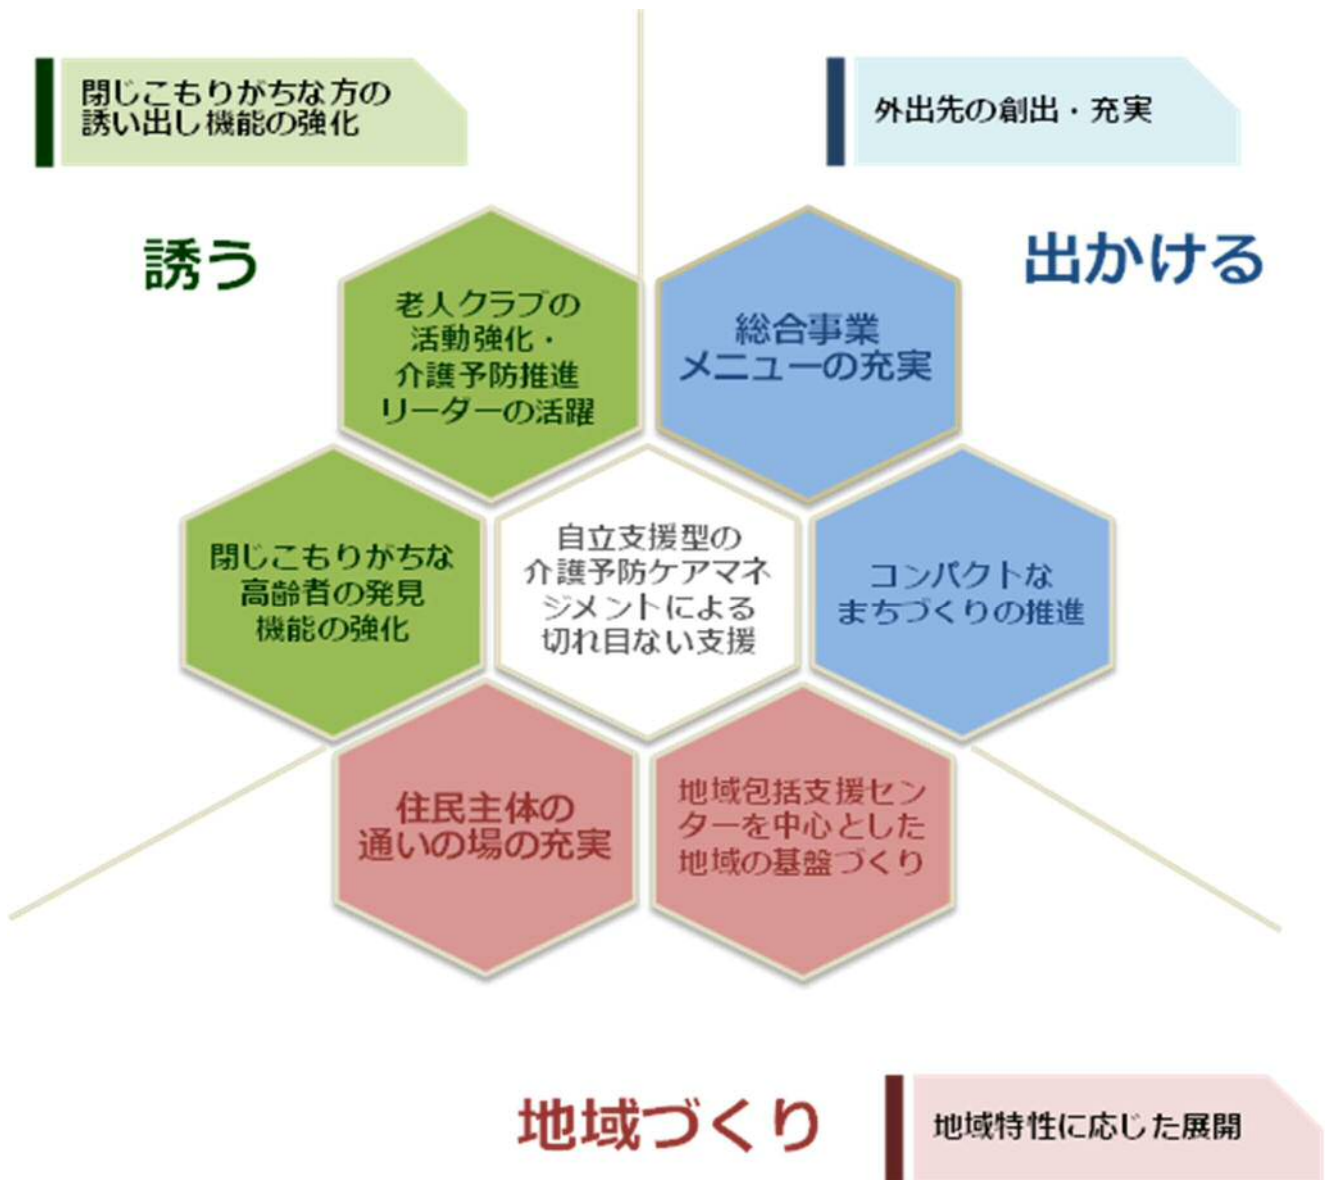 閉じこもりがちな方の
誘い出し機能の強化
外出先の創出・充実
誘う
出かける
老人クラブの
活動強化・
介護予防推進
リーダーの活躍
総合事業
メニューの充実
閉じこもりがちな
高齢者の発見
機能の強化
自立支援型の
介護予防ケアマネ
ジメントによる
切れ目ない支援
コンパクトな
まちづくりの推進
住民主体の
通いの場の充実
地域包括支援セン
ターを中心とした
地域の基盤づくり
地域づくり
地域特性に応じた展開